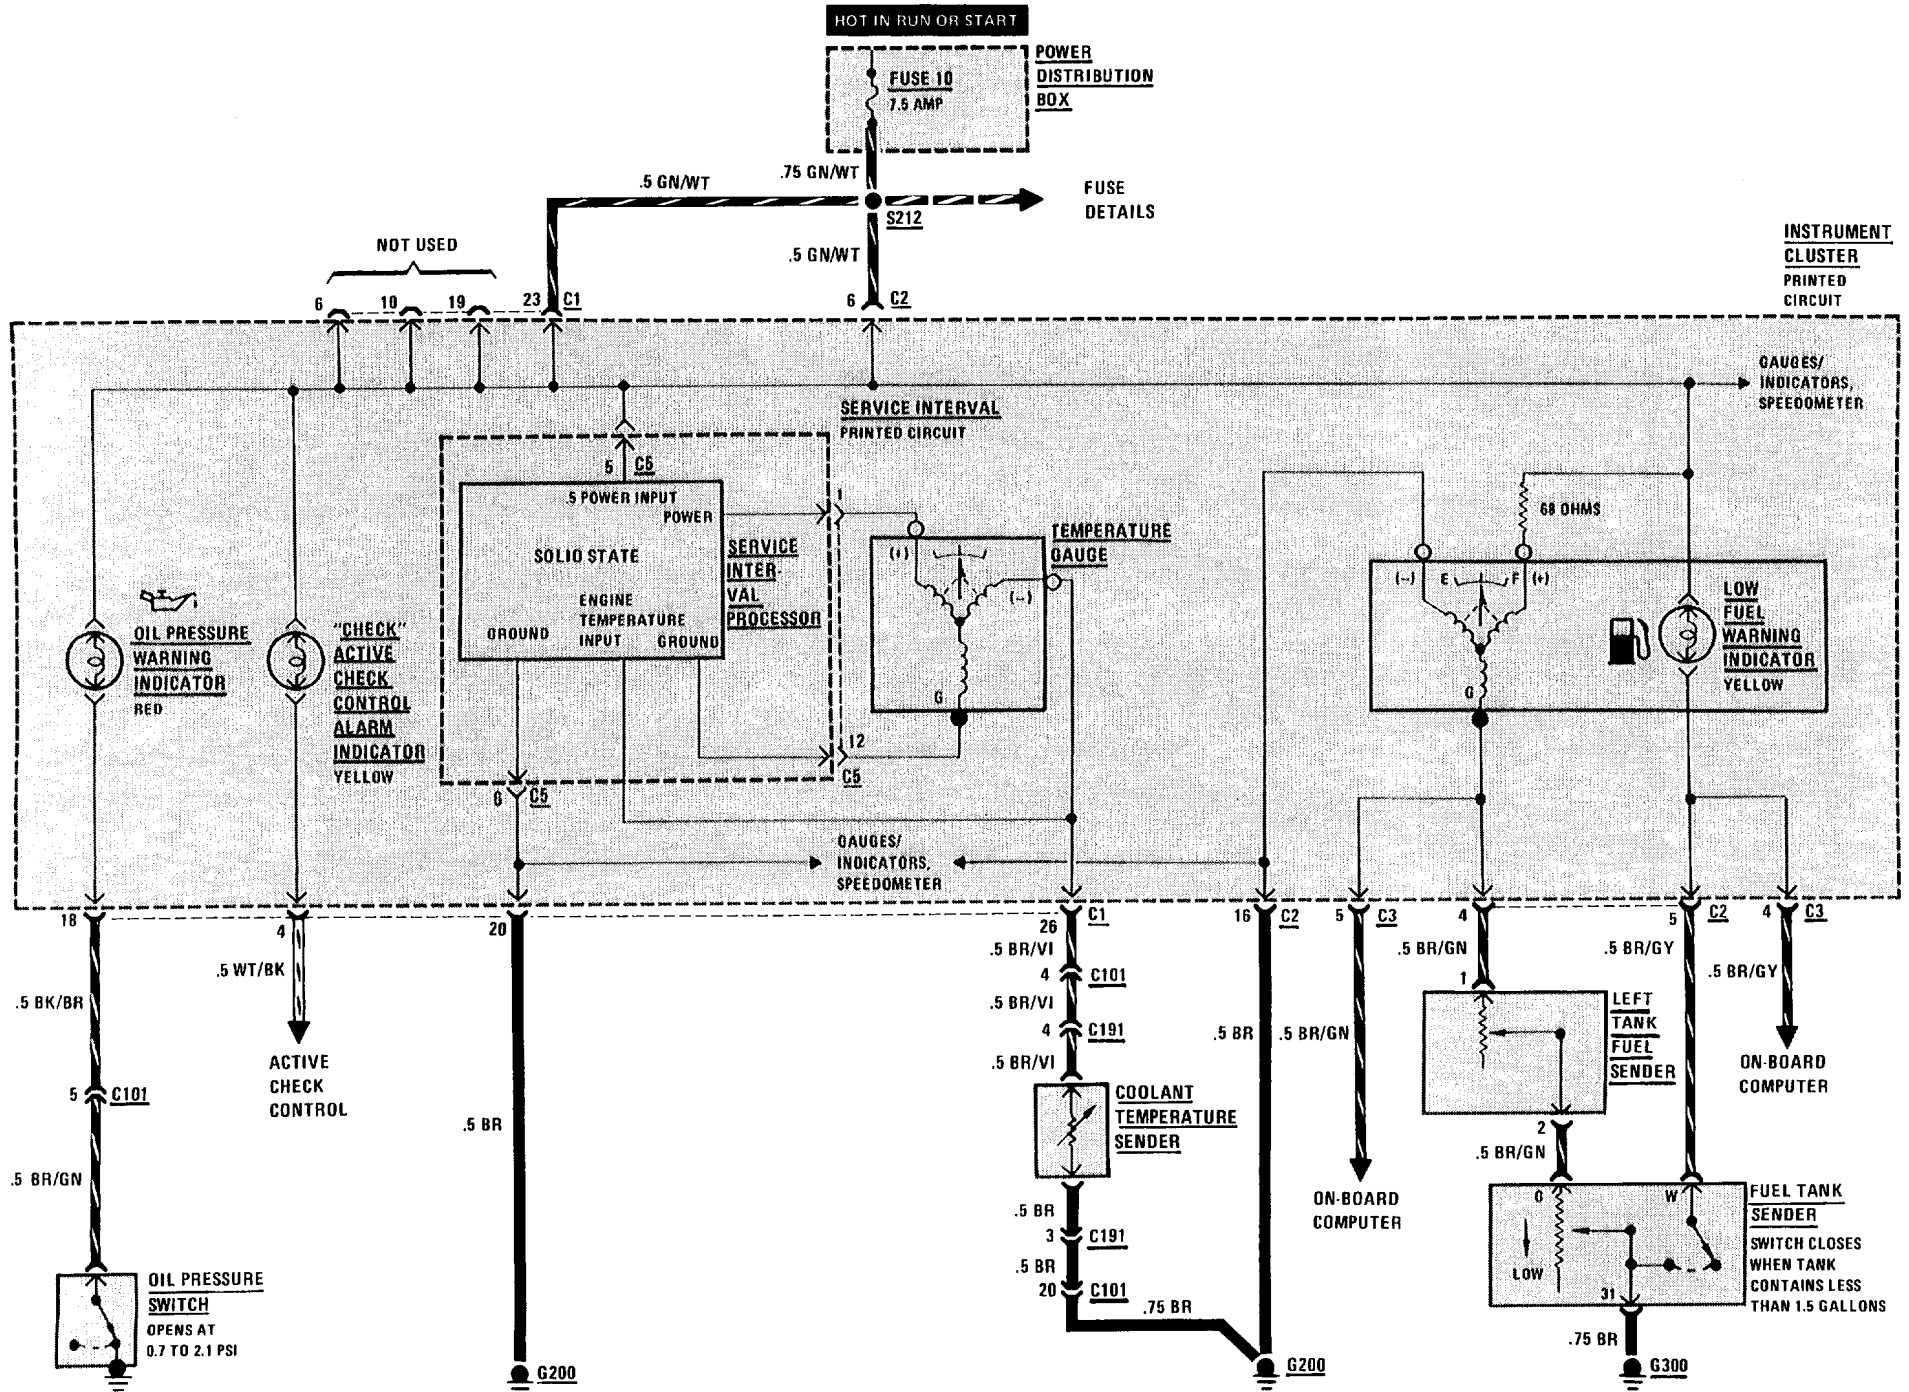 HOT IN RUN OR START
POWER
DISTRIBUTION
BOX
FUSE 10
7.5 AMP
.75 GN/WT
.5 GN/WT
S212
FUSE
DETAILS
.5 GN/WT
NOT USED
6
10
19
23
C1
6
C2
INSTRUMENT
CLUSTER
PRINTED
CIRCUIT
GAUGES/
INDICATORS,
SPEEDOMETER
SERVICE INTERVAL
PRINTED CIRCUIT
5
C5
.5 POWER INPUT
POWER
SOLID STATE
ENGINE
TEMPERATURE
INPUT
GROUND
GROUND
SERVICE
INTER-
VAL
PROCESSOR
1
TEMPERATURE
GAUGE
(+)
(-)
G
12
C5
6
C5
68 OHMS
(-)
E
F
(+)
G
LOW
FUEL
WARNING
INDICATOR
YELLOW
OIL PRESSURE
WARNING
INDICATOR
RED
"CHECK"
ACTIVE
CHECK
CONTROL
ALARM
INDICATOR
YELLOW
GAUGES/
INDICATORS,
SPEEDOMETER
18
4
20
26
C1
16
C2
5
C3
4
5
C2
4
C3
.5 BK/BR
5
C101
.5 BR/GN
OIL PRESSURE
SWITCH
OPENS AT
0.7 TO 2.1 PSI
.5 WT/BK
ACTIVE
CHECK
CONTROL
.5 BR
G200
.5 BR/VI
4
C101
.5 BR/VI
4
C191
.5 BR/VI
COOLANT
TEMPERATURE
SENDER
.5 BR
3
C191
.5 BR
20
C101
.75 BR
.5 BR
G200
.5 BR/GN
ON-BOARD
COMPUTER
.5 BR/GN
1
LEFT
TANK
FUEL
SENDER
2
.5 BR/GN
.5 BR/GY
.5 BR/GY
ON-BOARD
COMPUTER
G
W
LOW
31
FUEL TANK
SENDER
SWITCH CLOSES
WHEN TANK
CONTAINS LESS
THAN 1.5 GALLONS
.75 BR
G300